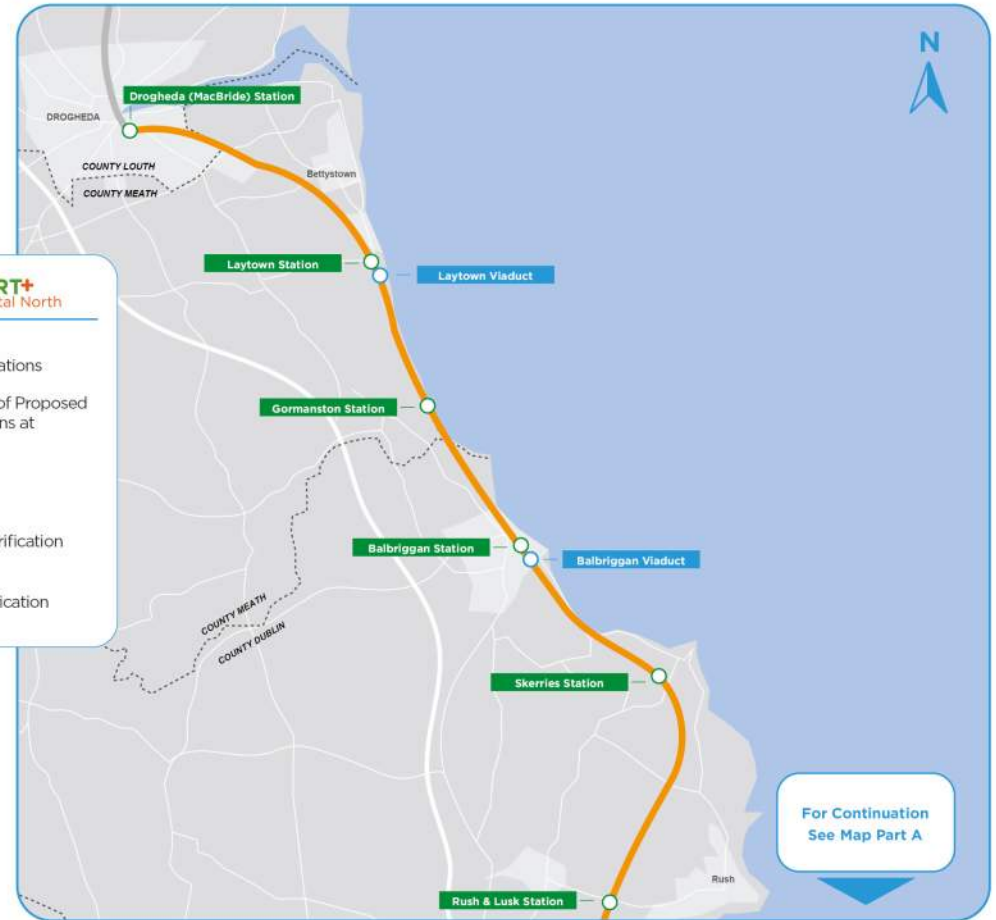 N
Drogheda (MacBride) Station
DROGHEDA
COUNTY LOUTH
COUNTY MEATH
Bettystown
Laytown Station
Laytown Viaduct
RT+
tal North
ations
of Proposed
ns at
rification
ication
Gormanston Station
Balbriggan Station
Balbriggan Viaduct
COUNTY MEATH
COUNTY DUBLIN
Skerries Station
For Continuation
See Map Part A
Rush
Rush & Lusk Station